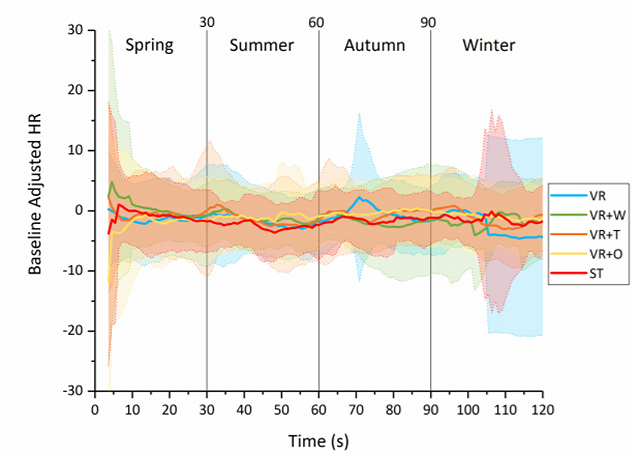 30 60 90
Spring Summer Autumn Winter
30
20
10
0
-10
-20
-30
Baseline Adjusted HR
0 10 20 30 40 50 60 70 80 90 100 110 120
Time (s)
VR
VR+W
VR+T
VR+O
ST